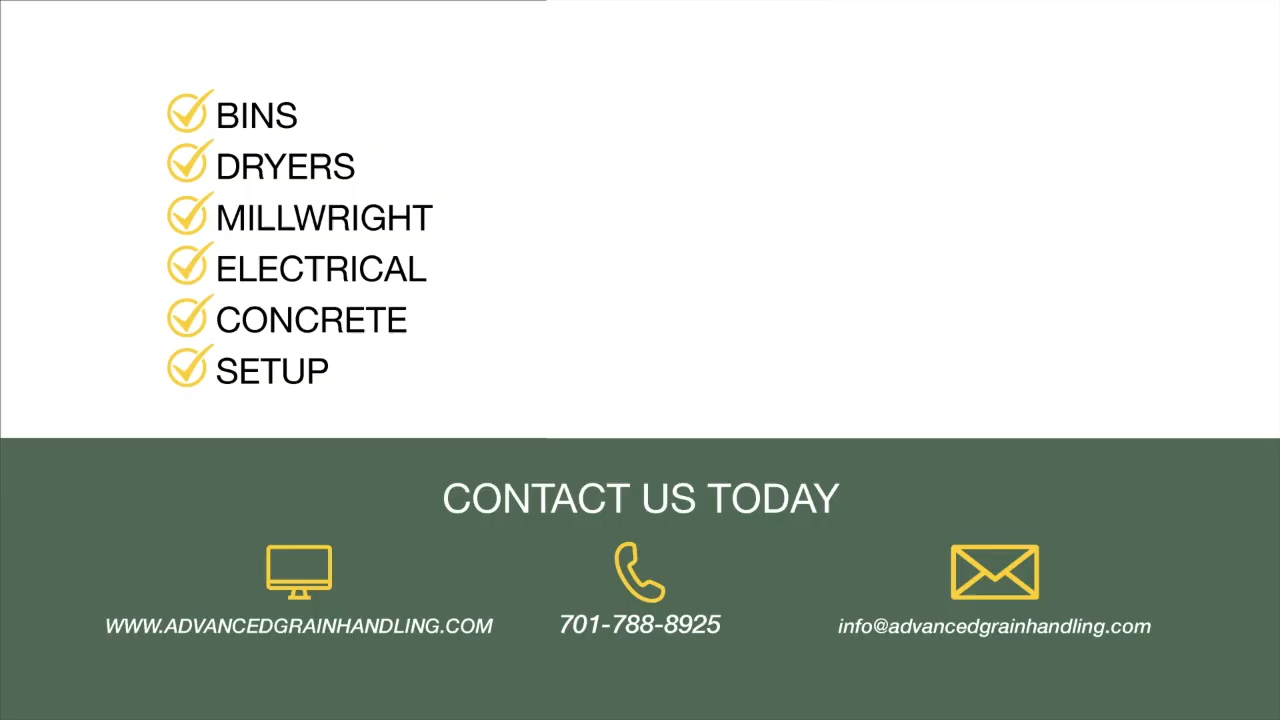 BINS
DRYERS
MILLWRIGHT
ELECTRICAL
CONCRETE
SETUP
CONTACT US TODAY
WWW.ADVANCEDGRAINHANDLING.COM
701-788-8925
info@advancedgrainhandling.com